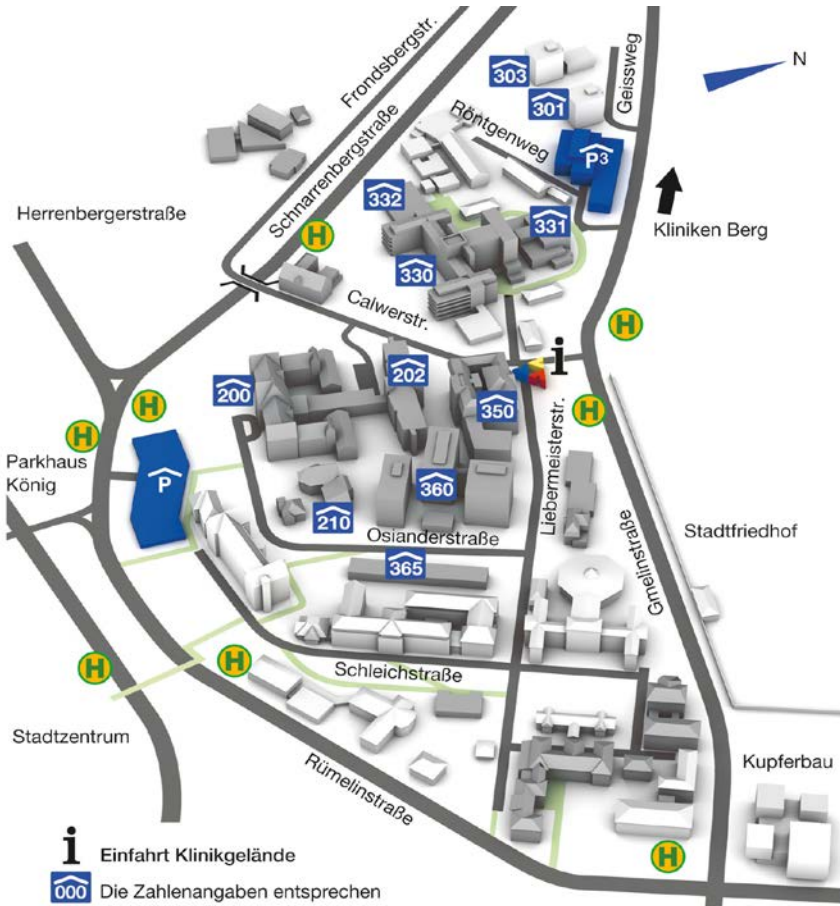 303
N
Frondsbergstr.
301
Geissweg
Röntgenweg
P3
Schnarrenbergstraße
332
331
Herrenbergerstraße
H
Kliniken Berg
330
Calwerstr.
H
i
200
202
350
H
H
H
Liebermeisterstr.
Parkhaus
König
P
360
210
Osianderstraße
Gmelinstraße
Stadtfriedhof
365
H
H
Schleichstraße
Stadtzentrum
Rümelinstraße
Kupferbau
H
i Einfahrt Klinikgelände
000 Die Zahlenangaben entsprechen